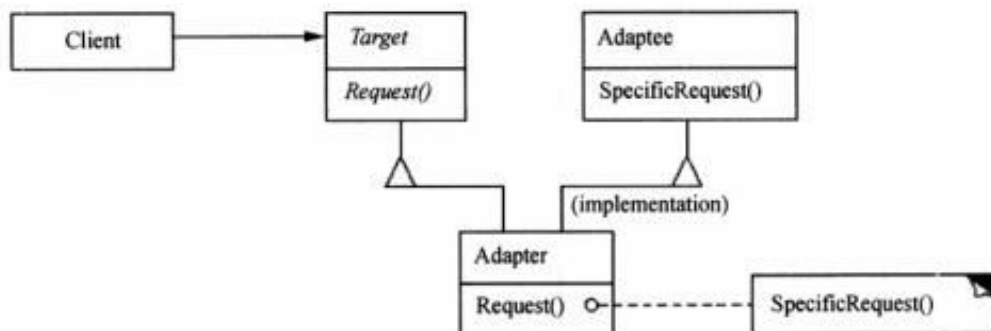 Client
Target
Request()
Adaptee
SpecificRequest()
(implementation)
Adapter
Request()
SpecificRequest()